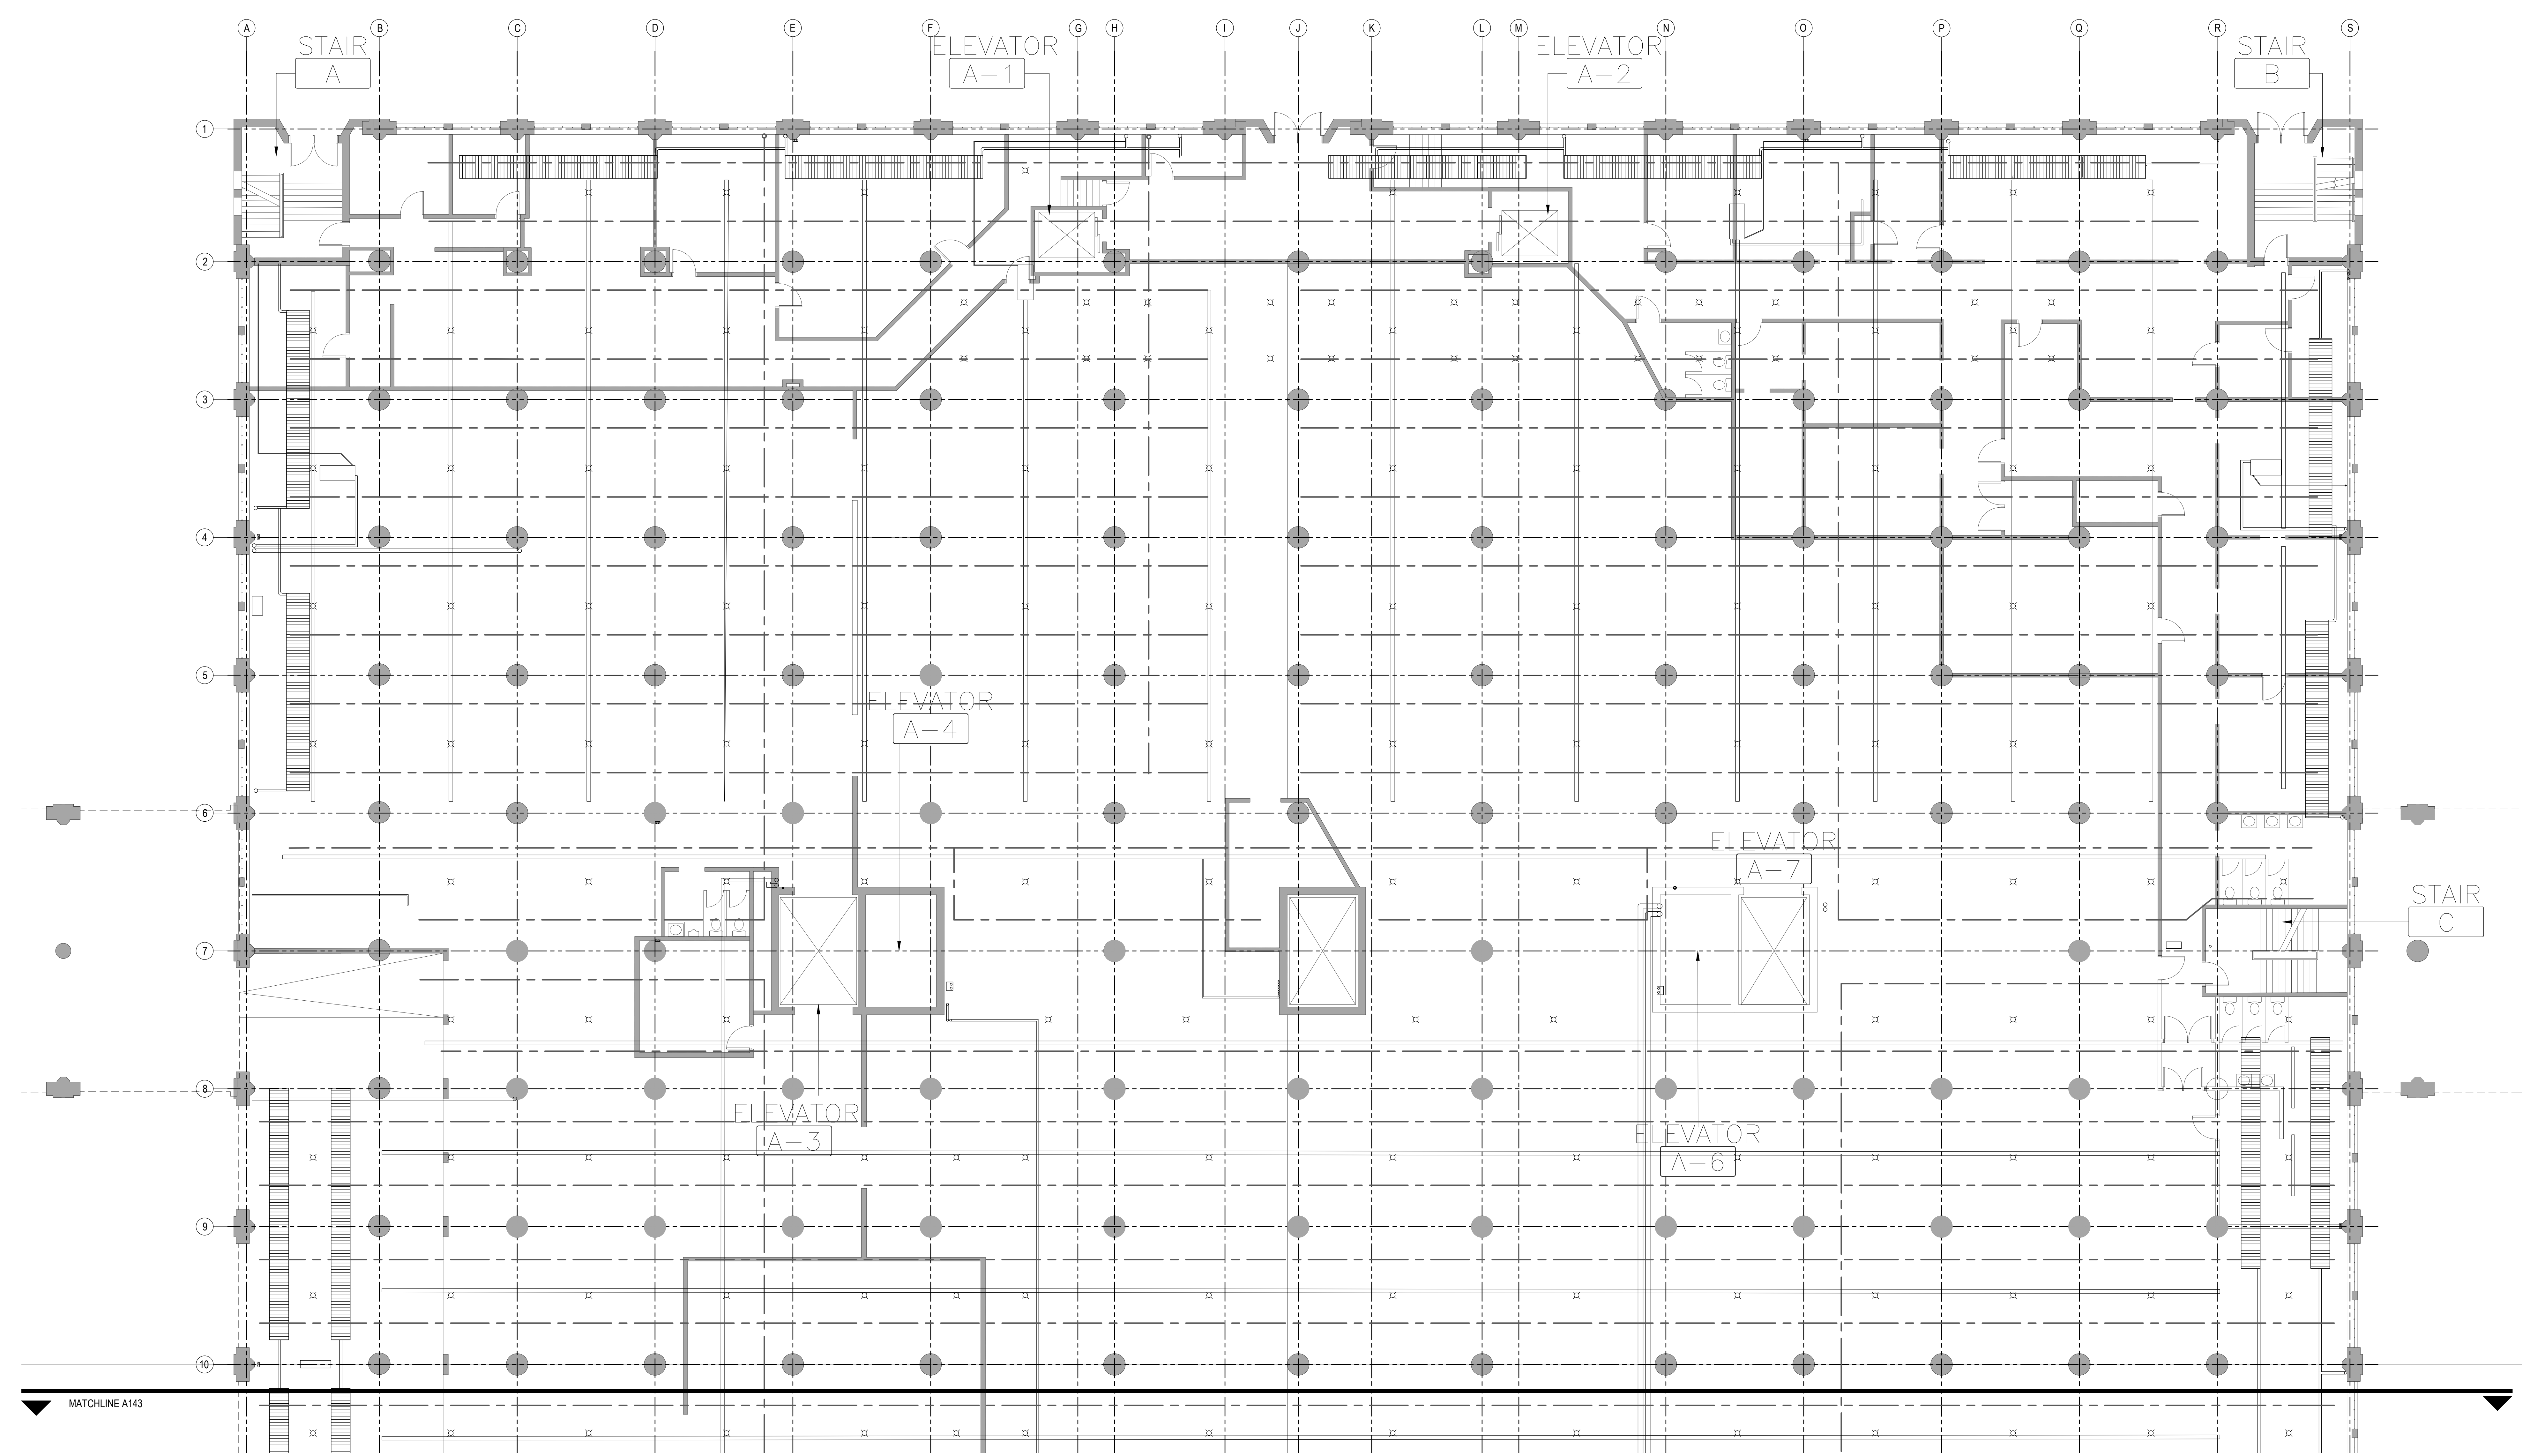 A B C D E F G H I J K L M N O P Q R S
STAIR
A
ELEVATOR
A-1
ELEVATOR
A-2
STAIR
B
1
2
3
4
5
ELEVATOR
A-4
6
ELEVATOR
A-7
STAIR
C
7
8
ELEVATOR
A-3
ELEVATOR
A-6
9
10
MATCHLINE A143